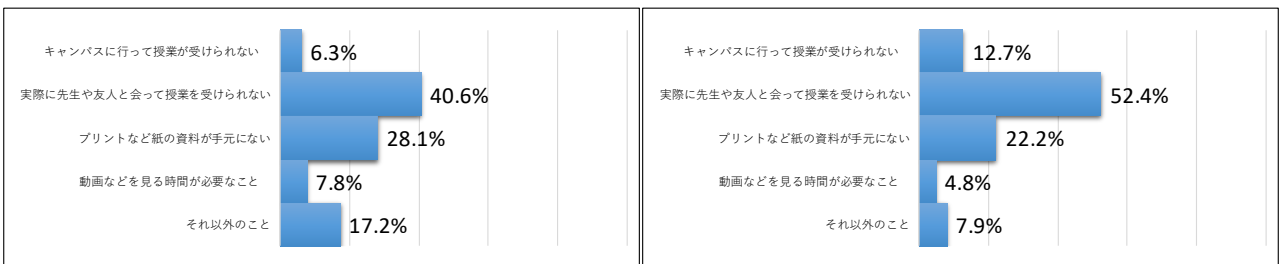 キャンパスに行って授業が受けられない 6.3%
実際に先生や友人と会って授業を受けられない 40.6%
プリントなど紙の資料が手元にない 28.1%
動画などを見る時間が必要なこと 7.8%
それ以外のこと 17.2%
キャンパスに行って授業が受けられない 12.7%
実際に先生や友人と会って授業を受けられない 52.4%
プリントなど紙の資料が手元にない 22.2%
動画などを見る時間が必要なこと 4.8%
それ以外のこと 7.9%